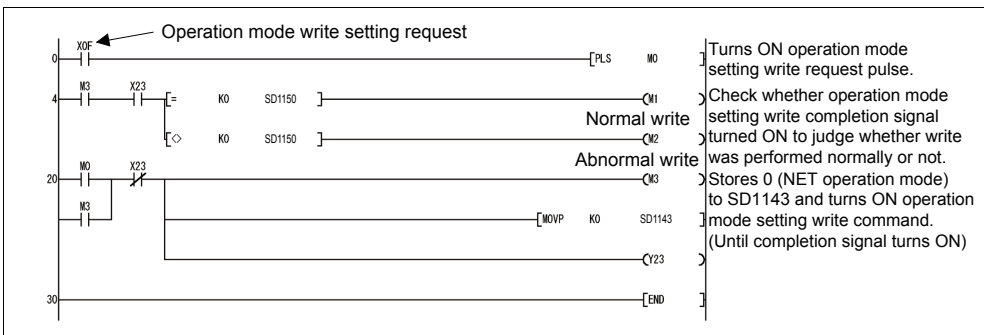 Operation mode write setting request
X0F
0 [PLS M0 ]
Turns ON operation mode
setting write request pulse.
M3 X23
4 [= K0 SD1150 ] (M1 )
Check whether operation mode
setting write completion signal
turned ON to judge whether write
was performed normally or not.
Normal write
[<> K0 SD1150 ] (M2 )
Abnormal write
M0 X23
20 (M3 )
Stores 0 (NET operation mode)
to SD1143 and turns ON operation
mode setting write command.
(Until completion signal turns ON)
M3
[MOVP K0 SD1143 ]
(Y23 )
30 [END ]